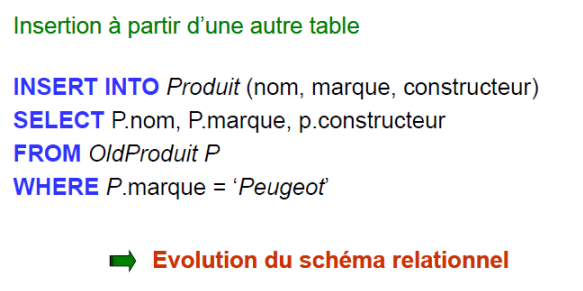 Insertion à partir d'une autre table
INSERT INTO Produit (nom, marque, constructeur)
SELECT P.nom, P.marque, p.constructeur
FROM OldProduit P
WHERE P.marque = ‘Peugeot’
Evolution du schéma relationnel